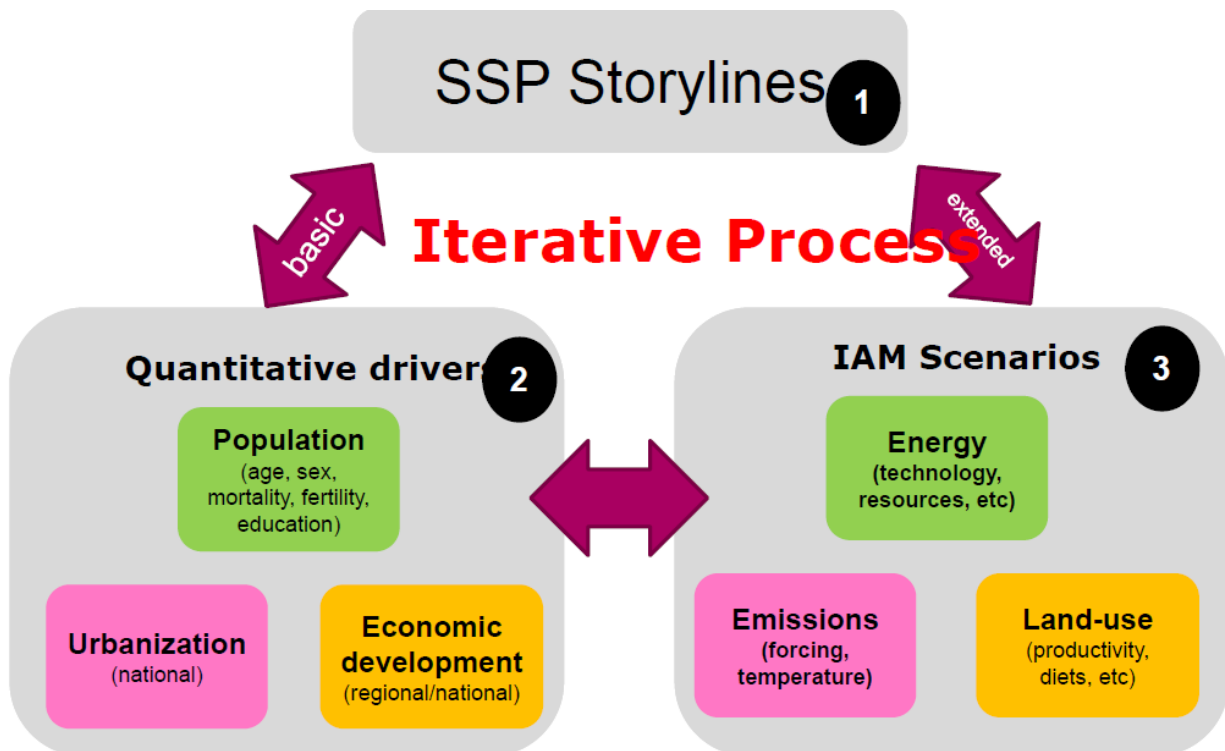 SSP Storylines
1
basic
Iterative Process
extended
Quantitative drivers
2
Population
(age, sex,
mortality, fertility,
education)
Urbanization
(national)
Economic
development
(regional/national)
IAM Scenarios
3
Energy
(technology,
resources, etc)
Emissions
(forcing,
temperature)
Land-use
(productivity,
diets, etc)